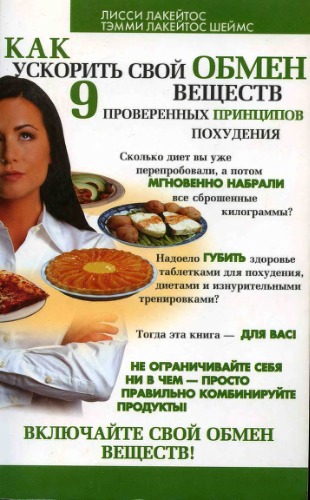 ЛИССИ ЛАКЕЙТОС
ТЭММИ ЛАКЕЙТОС ШЕЙМС
КАК
УСКОРИТЬ СВОЙ ОБМЕН
ВЕЩЕСТВ
9 ПРОВЕРЕННЫХ ПРИНЦИПОВ
ПОХУДЕНИЯ
Сколько диет вы уже
перепробовали, а потом
МГНОВЕННО НАБРАЛИ
все сброшенные
килограммы?
Надоело ГУБИТЬ здоровье
таблетками для похудения,
диетами и изнурительными
тренировками?
Тогда эта книга — ДЛЯ ВАС!
НЕ ОГРАНИЧИВАЙТЕ СЕБЯ
НИ В ЧЕМ — ПРОСТО
ПРАВИЛЬНО КОМБИНИРУЙТЕ
ПРОДУКТЫ!
ВКЛЮЧАЙТЕ СВОЙ ОБМЕН
ВЕЩЕСТВ!